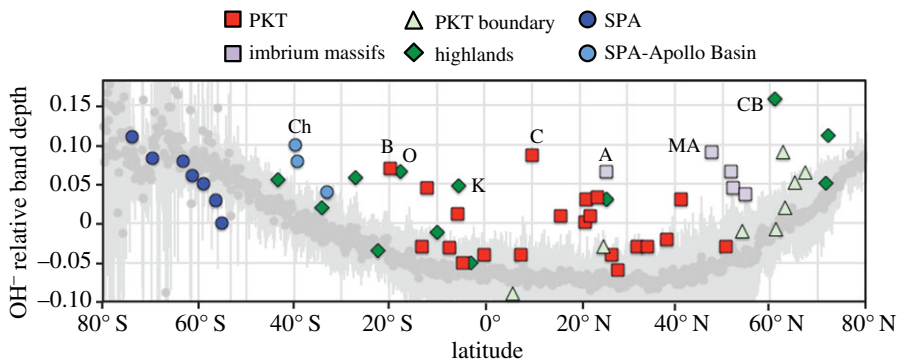 PKT PKT boundary SPA
imbrium massifs highlands SPA-Apollo Basin
OH⁻ relative band depth
0.15
0.10
0.05
0
−0.05
−0.10
CB
Ch
C
B
O
A
MA
K
80° S 60° S 40° S 20° S 0° 20° N 40° N 60° N 80° N
latitude